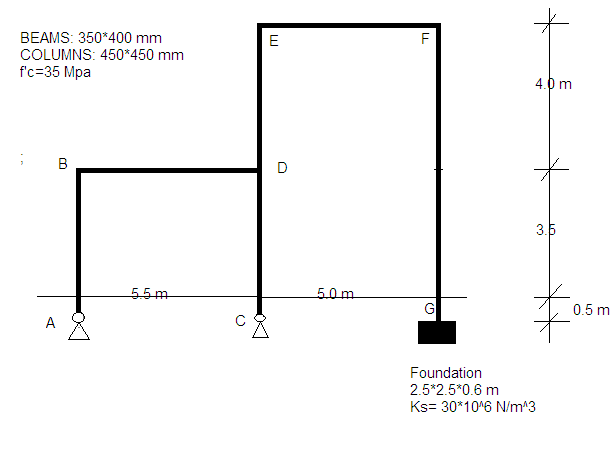 BEAMS: 350*400 mm
COLUMNS: 450*450 mm
f'c=35 Mpa
E
F
4.0 m
;
B
D
3.5
5.5 m
5.0 m
A
C
G
0.5 m
Foundation
2.5*2.5*0.6 m
Ks= 30*10^6 N/m^3